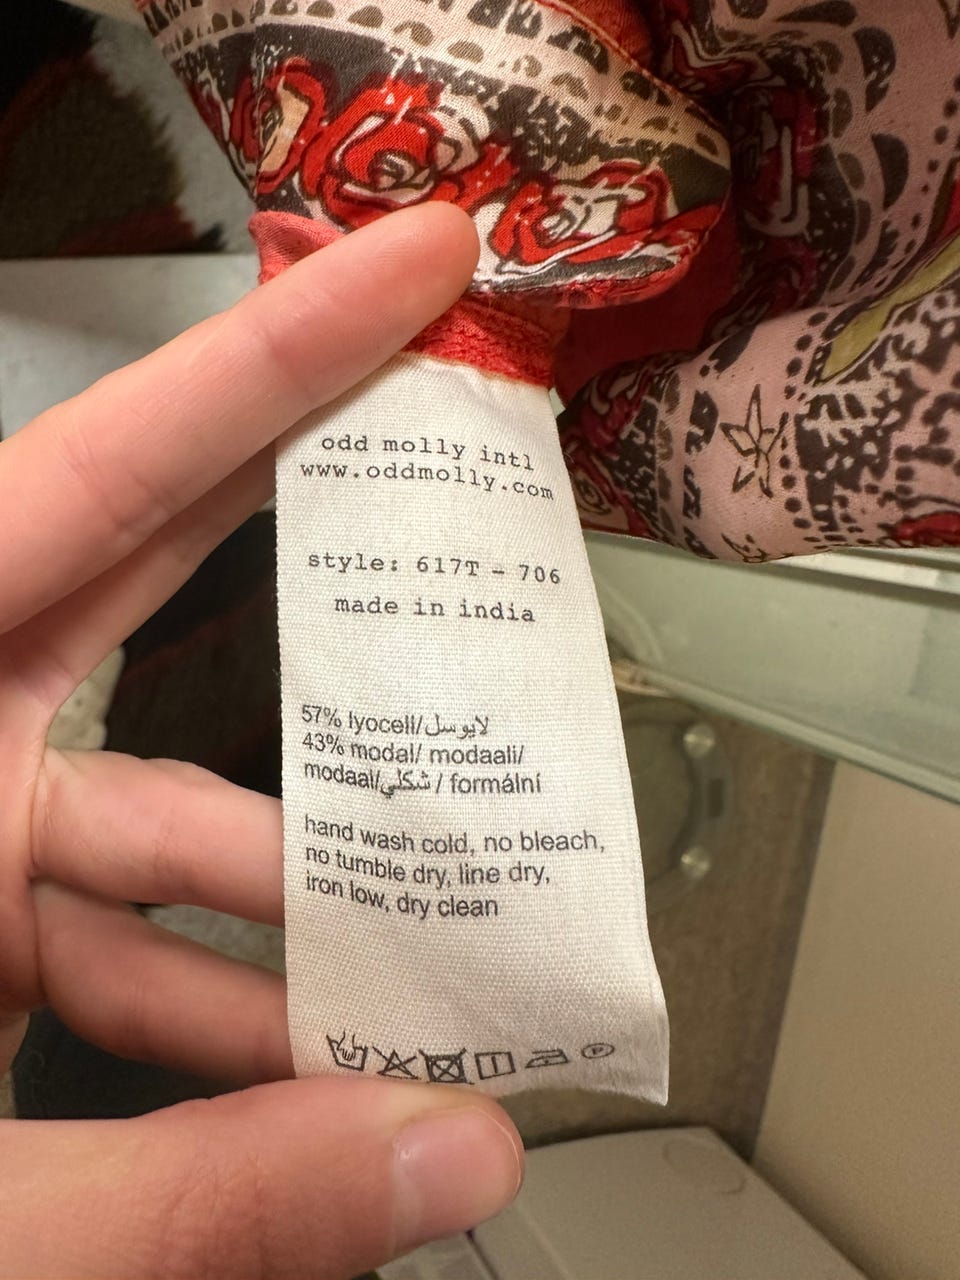 odd molly intl
www.oddmolly.com
style: 617T - 706
made in india
57% lyocell/لايوسل
43% modal/ modaali/
modaal/شكلي/ formální
hand wash cold, no bleach,
no tumble dry, line dry,
iron low, dry clean
P